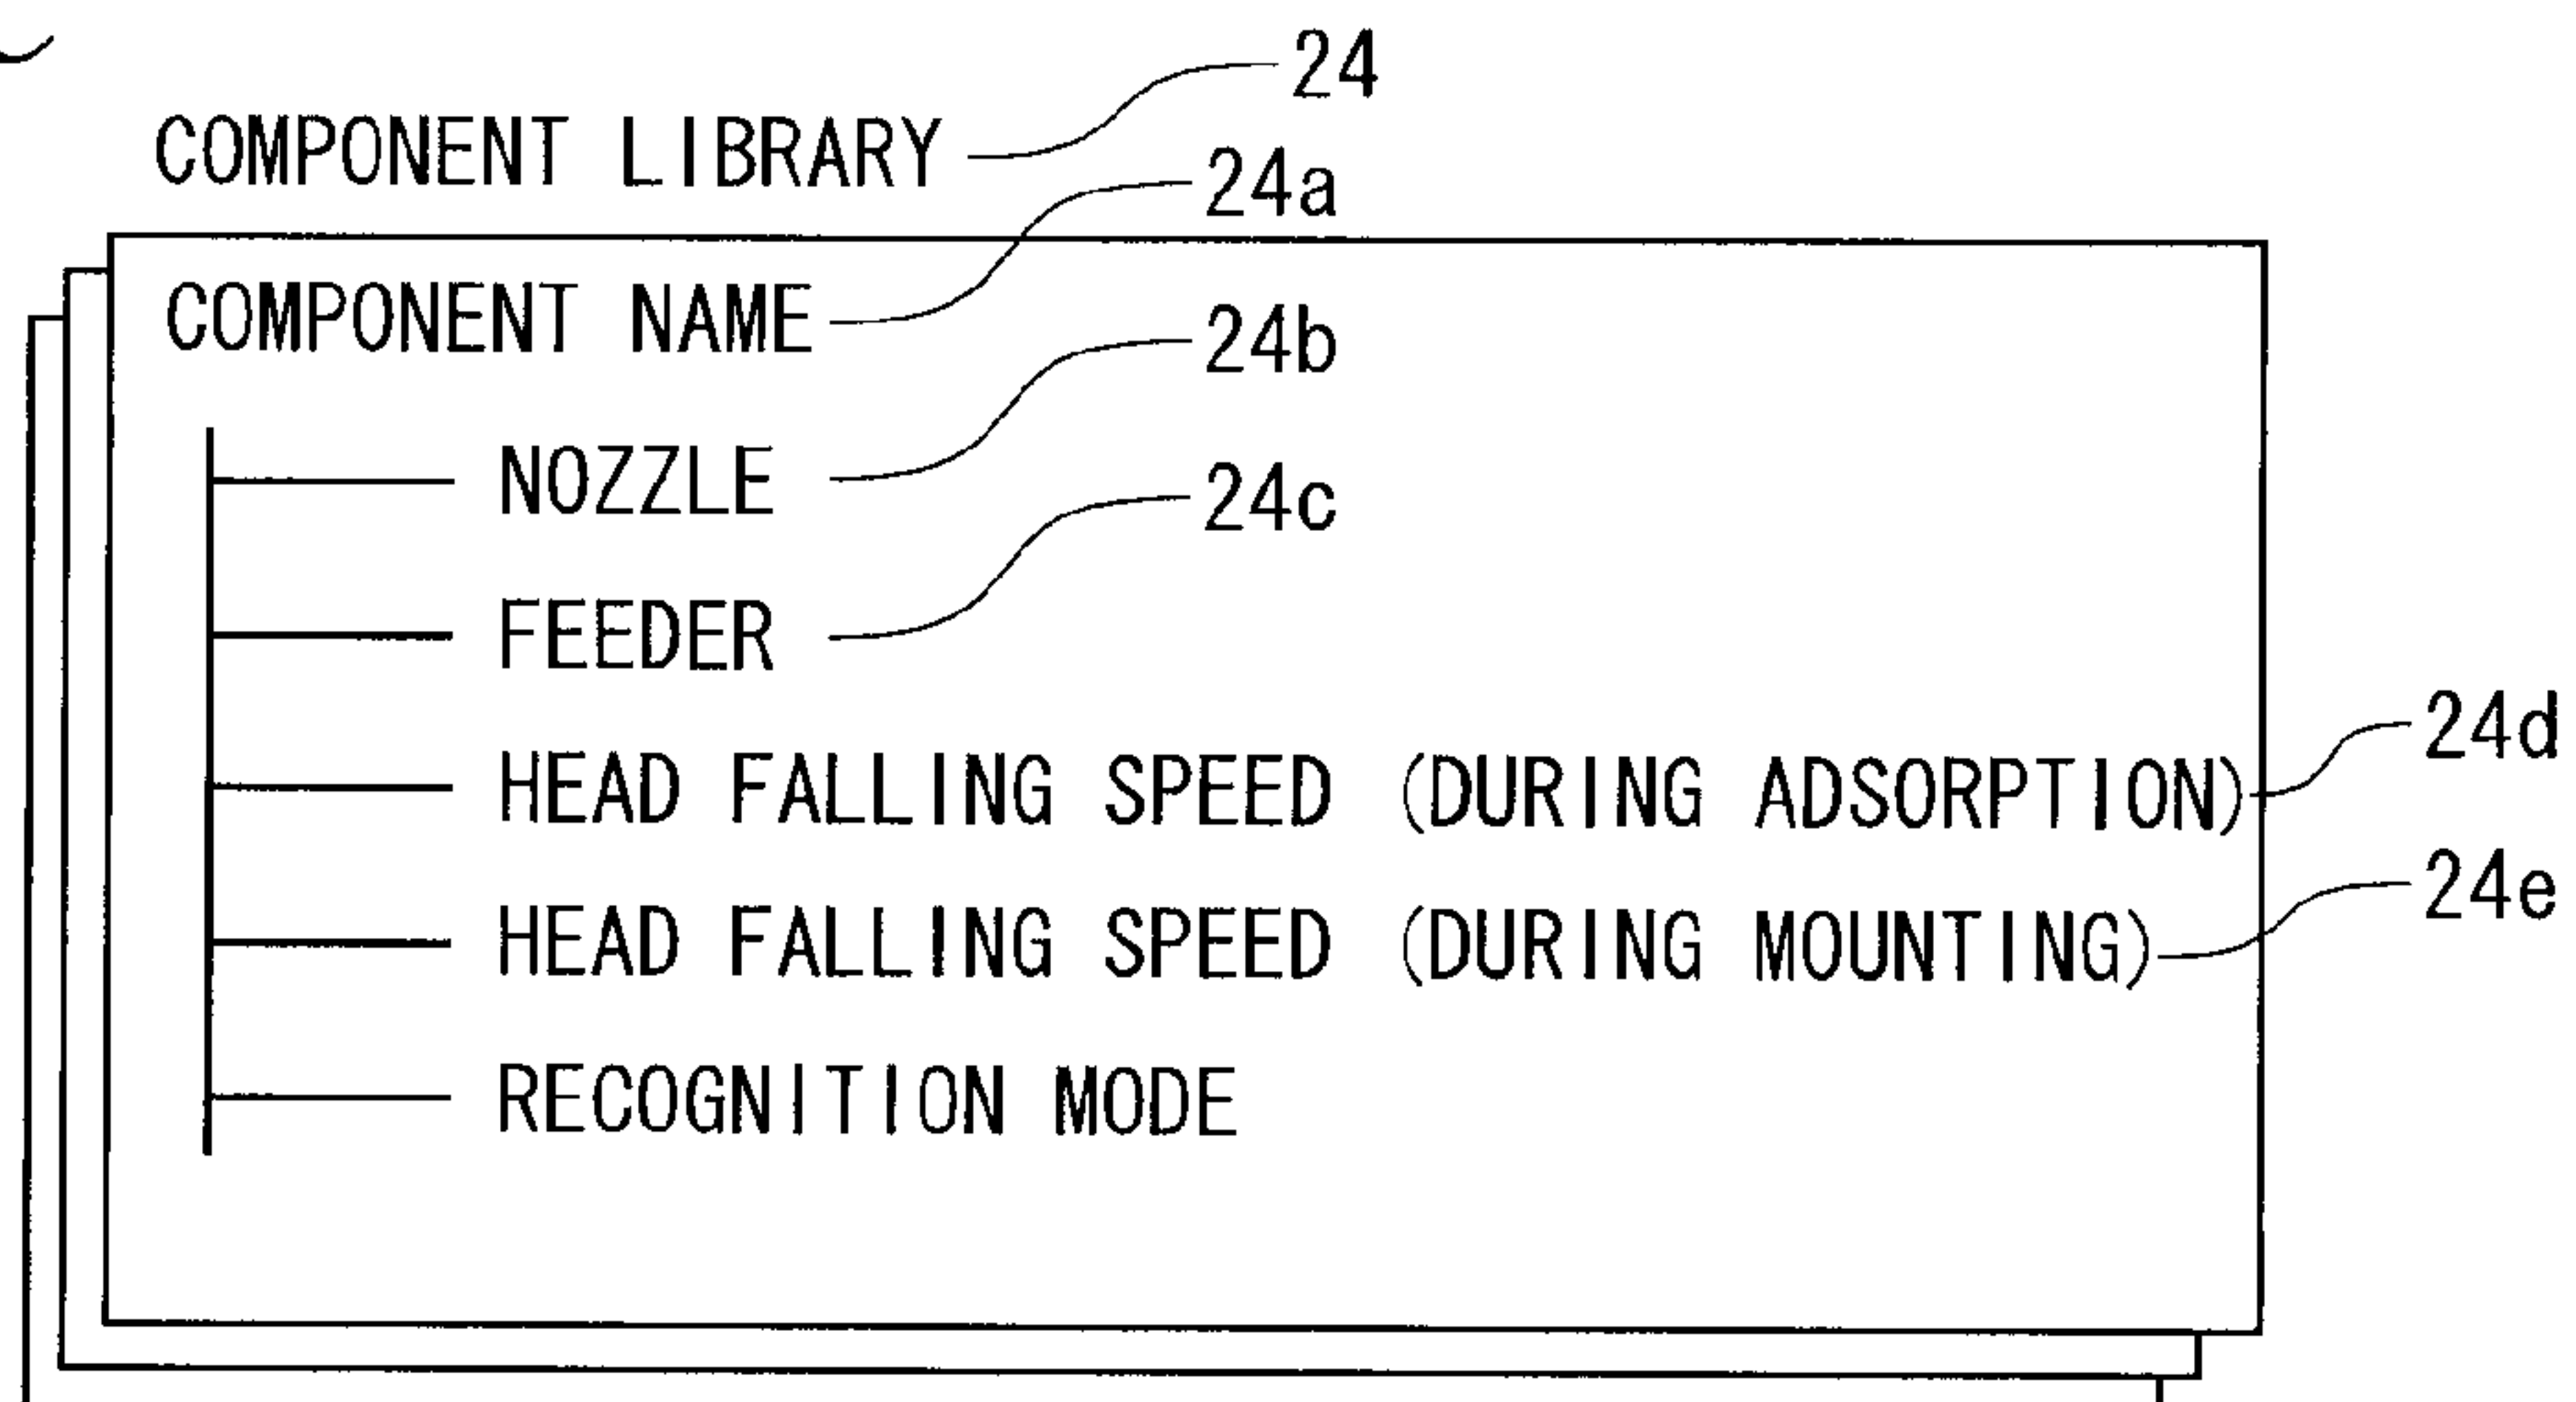 COMPONENT LIBRARY 24
COMPONENT NAME 24a
NOZZLE 24b
FEEDER 24c
HEAD FALLING SPEED (DURING ADSORPTION) 24d
HEAD FALLING SPEED (DURING MOUNTING) 24e
RECOGNITION MODE